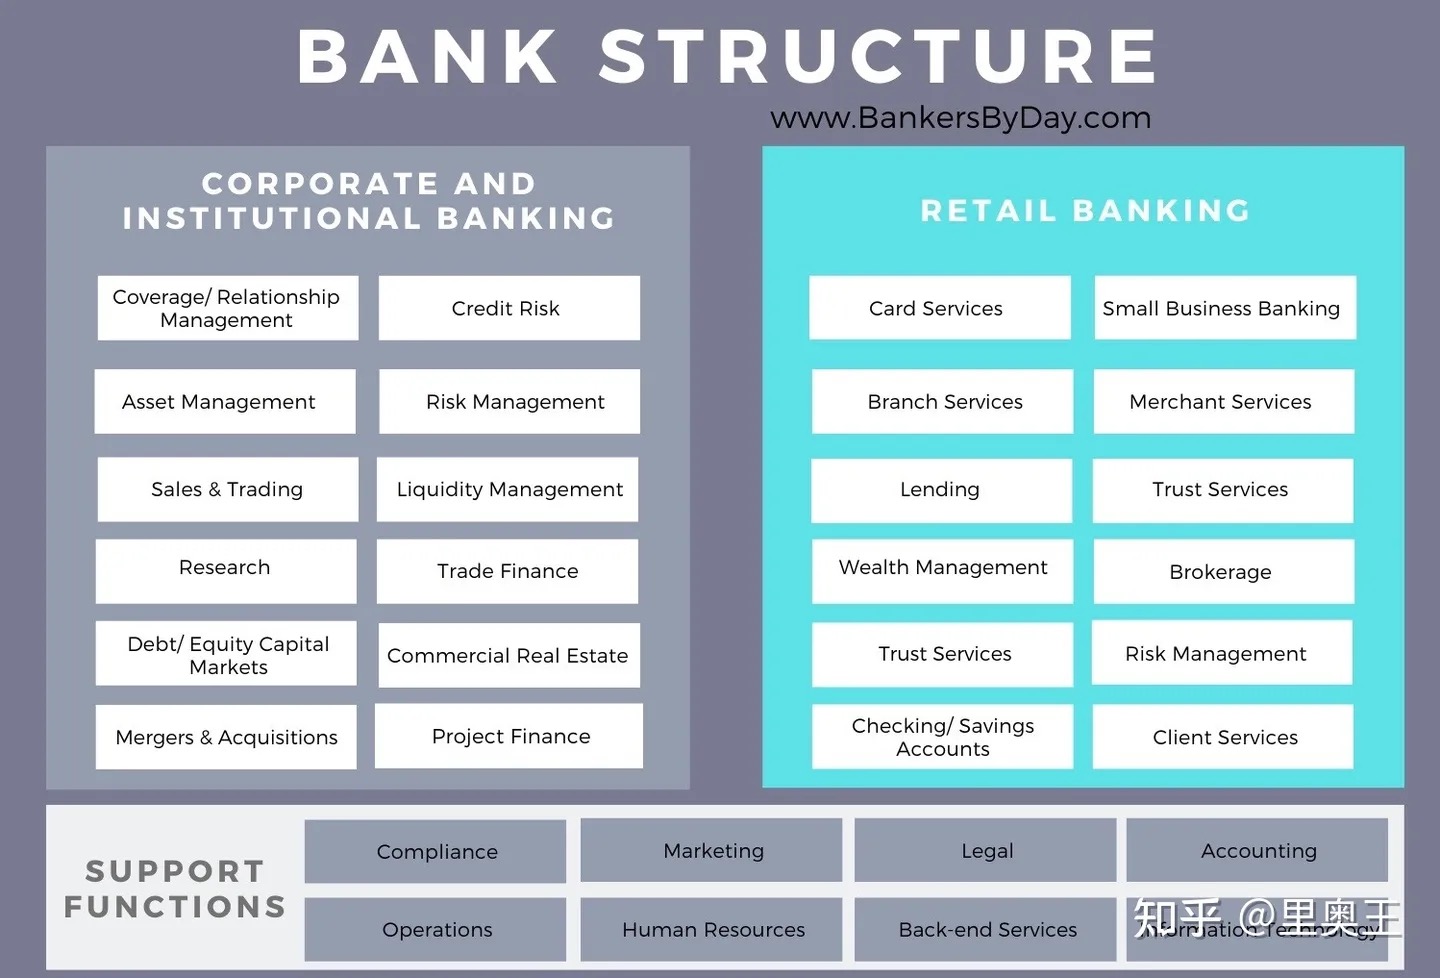 BANK STRUCTURE
www.BankersByDay.com
CORPORATE AND
INSTITUTIONAL BANKING
Coverage/ Relationship
Management
Credit Risk
Asset Management
Risk Management
Sales & Trading
Liquidity Management
Research
Trade Finance
Debt/ Equity Capital
Markets
Commercial Real Estate
Mergers & Acquisitions
Project Finance
RETAIL BANKING
Card Services
Small Business Banking
Branch Services
Merchant Services
Lending
Trust Services
Wealth Management
Brokerage
Trust Services
Risk Management
Checking/ Savings
Accounts
Client Services
SUPPORT
FUNCTIONS
Compliance
Marketing
Legal
Accounting
Operations
Human Resources
Back-end Services
Information Technology
知乎 @里奥王